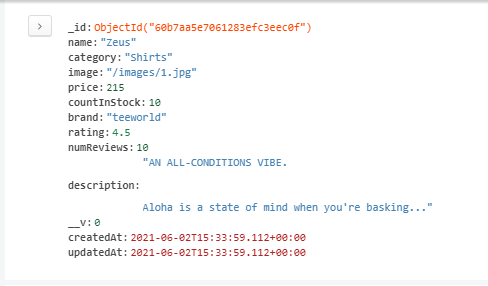 _id: ObjectId("60b7aa5e7061283efc3eec0f")
name: "Zeus"
category: "Shirts"
image: "/images/1.jpg"
price: 215
countInStock: 10
brand: "teeworld"
rating: 4.5
numReviews: 10
"AN ALL-CONDITIONS VIBE.
description:
Aloha is a state of mind when you're basking..."
__v: 0
createdAt: 2021-06-02T15:33:59.112+00:00
updatedAt: 2021-06-02T15:33:59.112+00:00